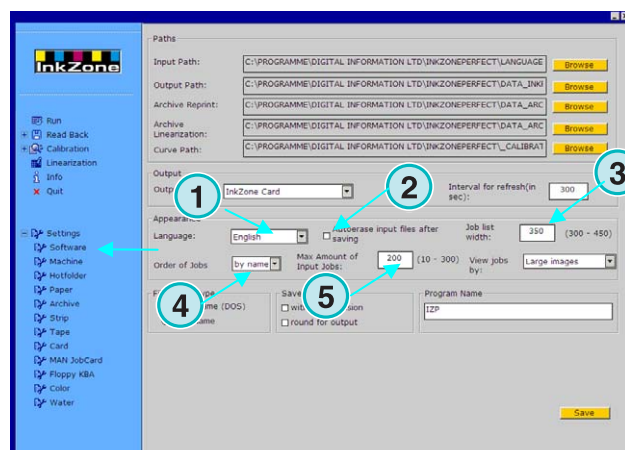 InkZone
Run
Read Back
Calibration
Linearization
Info
Quit
Settings
Software
Machine
Hotfolder
Paper
Archive
Strip
Tape
Card
MAN JobCard
Floppy KBA
Color
Water
Paths
Input Path: C:\PROGRAMME\DIGITAL INFORMATION LTD\INKZONEPERFECT\LANGUAGE Browse
Output Path: C:\PROGRAMME\DIGITAL INFORMATION LTD\INKZONEPERFECT\DATA_INKI Browse
Archive Reprint: C:\PROGRAMME\DIGITAL INFORMATION LTD\INKZONEPERFECT\DATA_ARC Browse
Archive
Linearization: C:\PROGRAMME\DIGITAL INFORMATION LTD\INKZONEPERFECT\DATA_ARC Browse
Curve Path: C:\PROGRAMME\DIGITAL INFORMATION LTD\INKZONEPERFECT\_CALIBRAT Browse
Output
InkZone Card
Interval for refresh(in
sec): 300
1
2
3
Appearance
Language: English
Autoerase input files after
saving
Job list
width: 350 (300 - 450)
Order of Jobs by name
Max Amount of
Input Jobs: 200 (10 - 300)
View jobs
by: Large images
4
5
(DOS)
Save
round for output
Program Name
IZP
Save